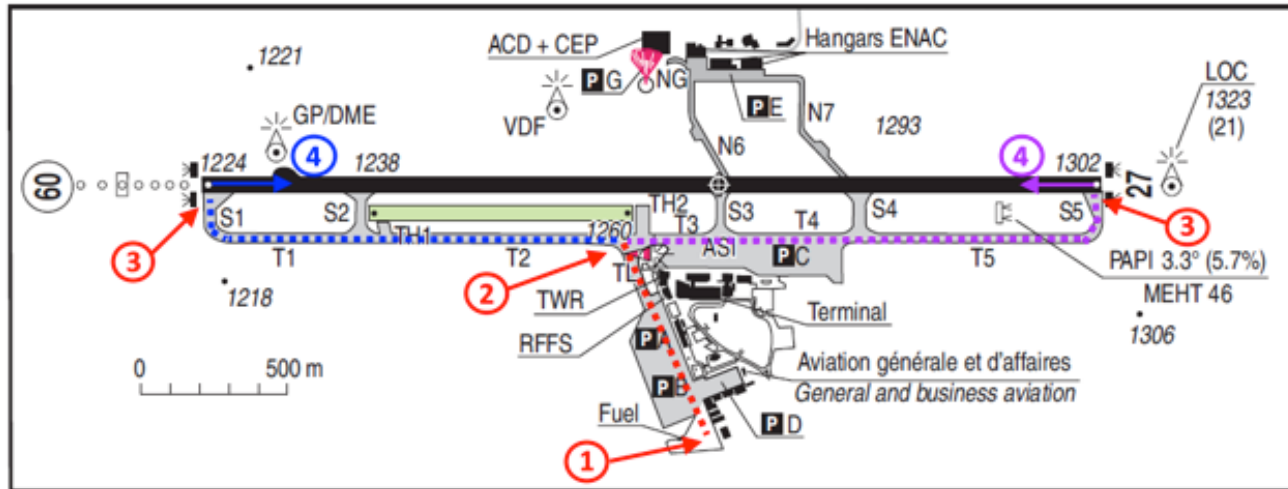 1221
ACD + CEP
Hangars ENAC
LOC
1323
(21)
P G
NG
GP/DME
VDF
P E
N7
1293
4
4
1224
1238
N6
1302
09
27
S1
S2
TH2
S3
T4
S4
S5
3
TH1
1260
T3
3
T1
T2
ASI
P C
T5
2
TL
PAPI 3.3° (5.7%)
MEHT 46
1218
TWR
Terminal
1306
RFFS
P A
0
500 m
Aviation générale et d'affaires
General and business aviation
P B
Fuel
P D
1